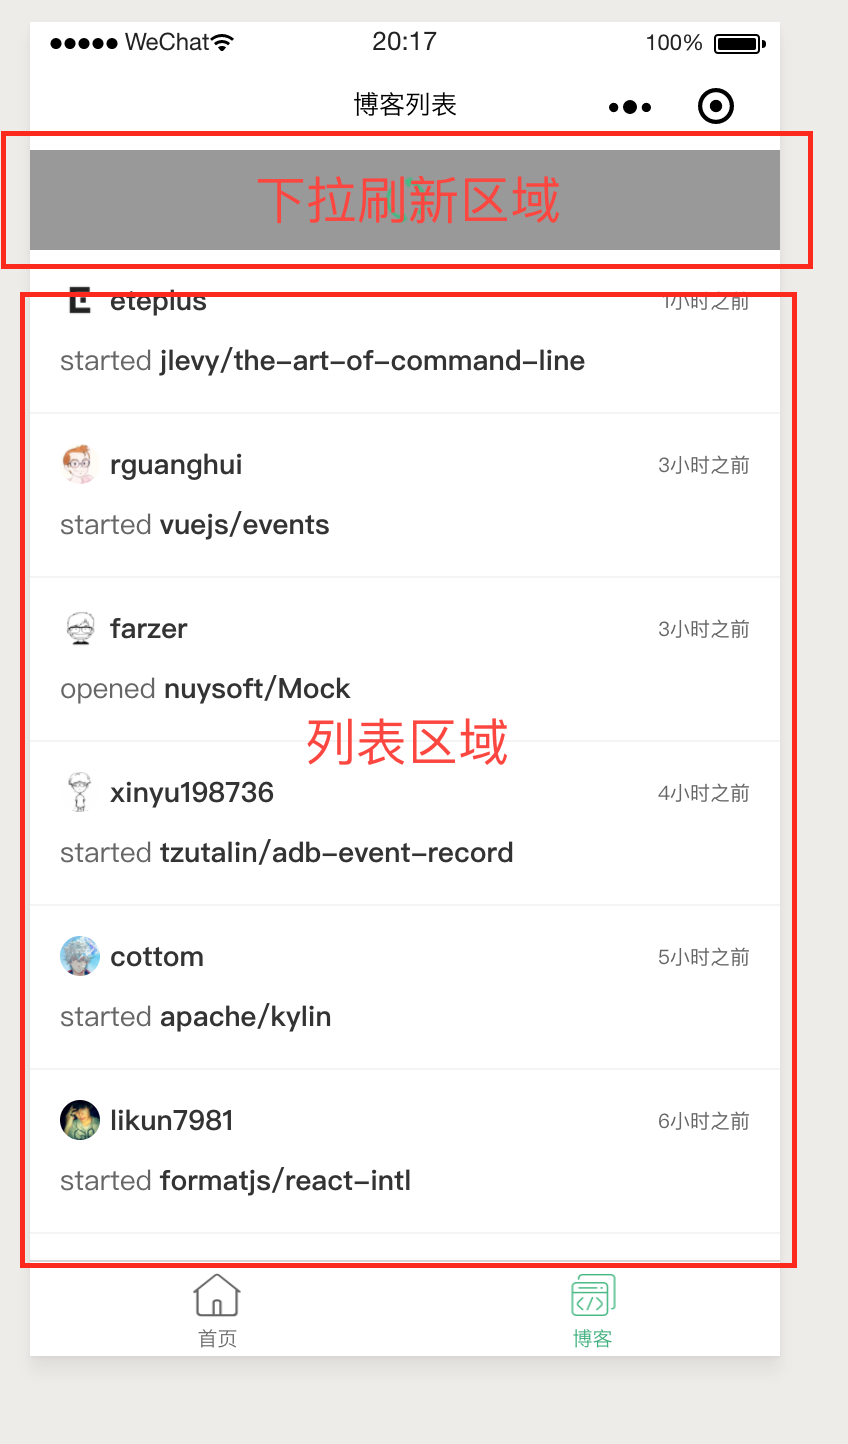 WeChat
20:17
100%
博客列表
下拉刷新区域
eteplus
1小时之前
started jlevy/the-art-of-command-line
rguanghui
3小时之前
started vuejs/events
farzer
3小时之前
opened nuysoft/Mock
列表区域
xinyu198736
4小时之前
started tzutalin/adb-event-record
cottom
5小时之前
started apache/kylin
likun7981
6小时之前
started formatjs/react-intl
首页
博客